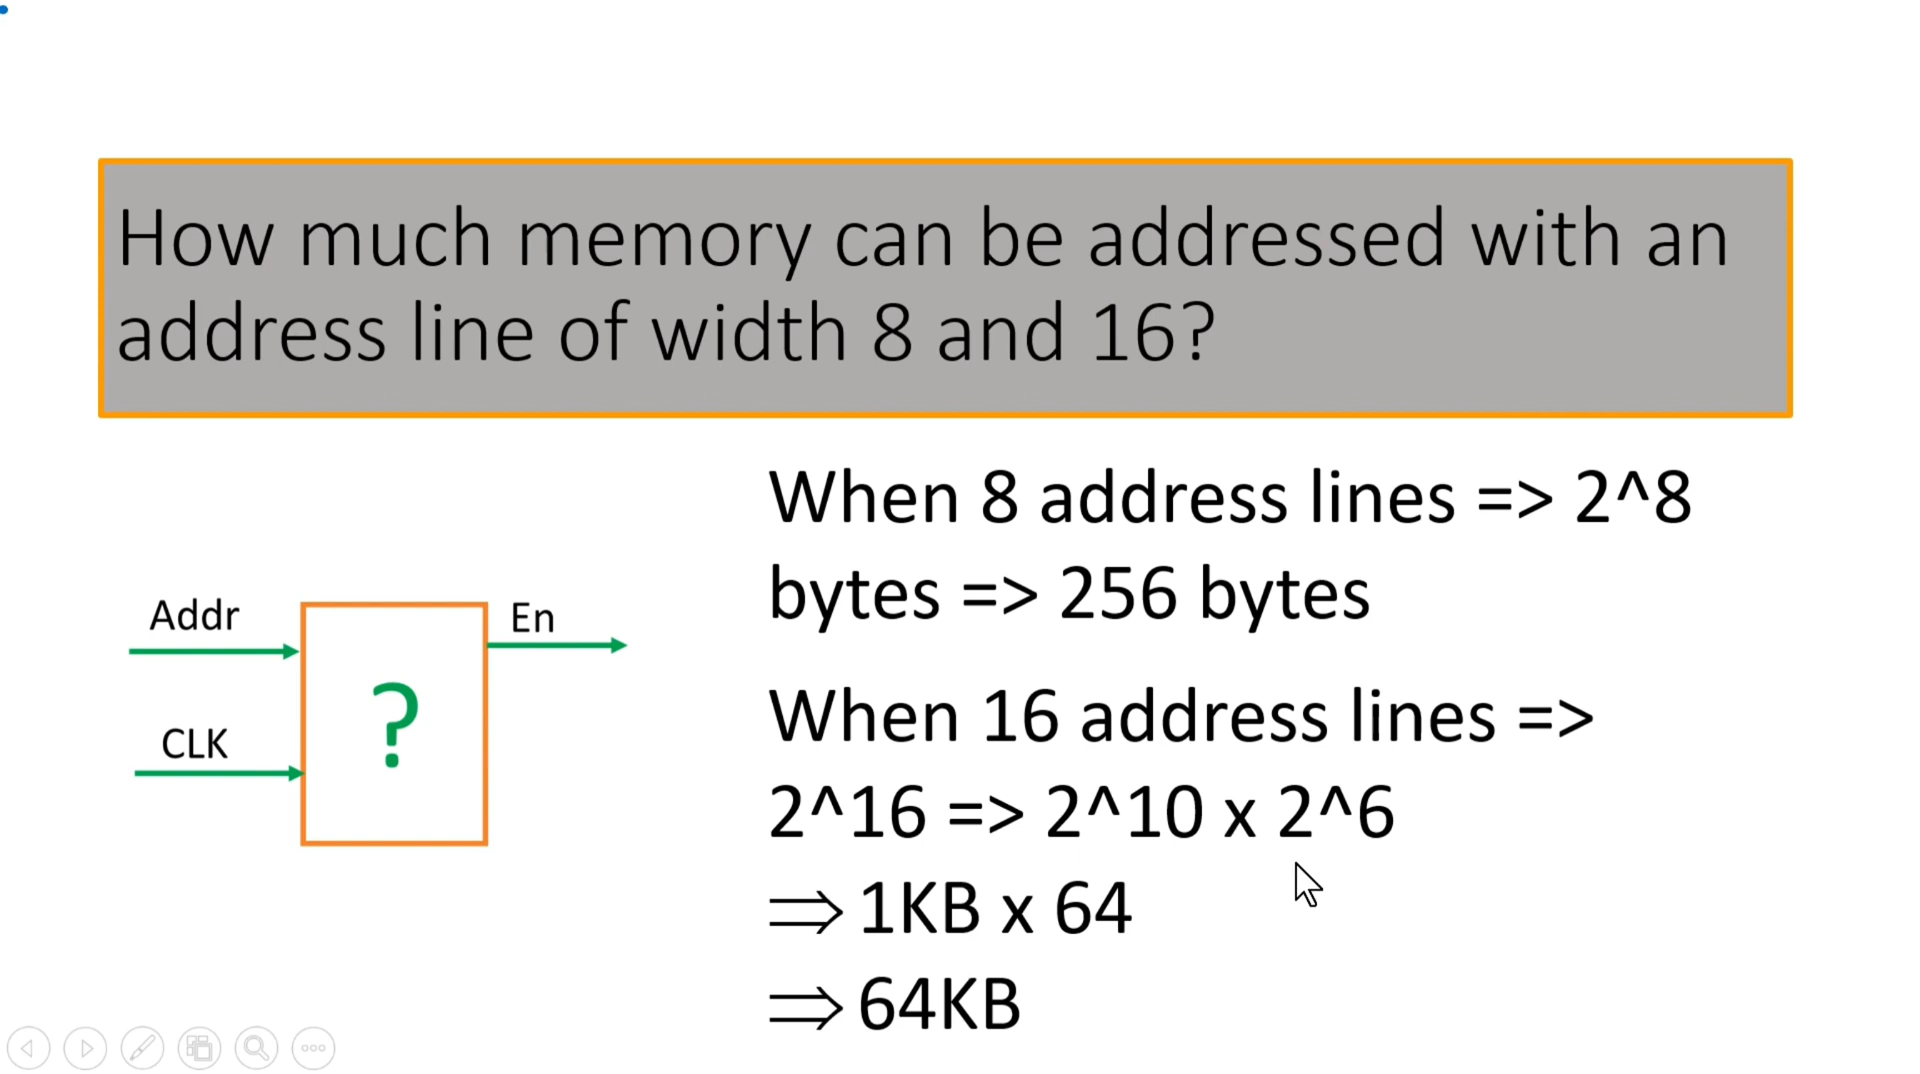 How much memory can be addressed with an
address line of width 8 and 16?
When 8 address lines => 2^8
bytes => 256 bytes
When 16 address lines =>
2^16 => 2^10 x 2^6
⇒ 1KB x 64
⇒ 64KB
Addr
En
?
CLK